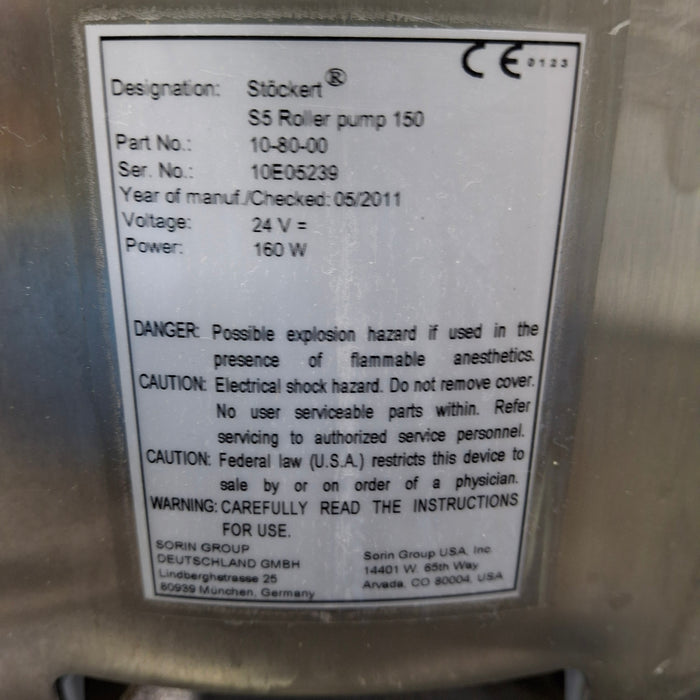 CE 0123
Designation: Stöckert®
S5 Roller pump 150
Part No.: 10-80-00
Ser. No.: 10E05239
Year of manuf./Checked: 05/2011
Voltage: 24 V =
Power: 160 W
DANGER: Possible explosion hazard if used in the
presence of flammable anesthetics.
CAUTION: Electrical shock hazard. Do not remove cover.
No user serviceable parts within. Refer
servicing to authorized service personnel.
CAUTION: Federal law (U.S.A.) restricts this device to
sale by or on order of a physician.
WARNING: CAREFULLY READ THE INSTRUCTIONS
FOR USE.
SORIN GROUP
DEUTSCHLAND GMBH
Lindberghstrasse 25
80939 München, Germany
Sorin Group USA, Inc
14401 W. 65th Way
Arvada, CO 80004, USA